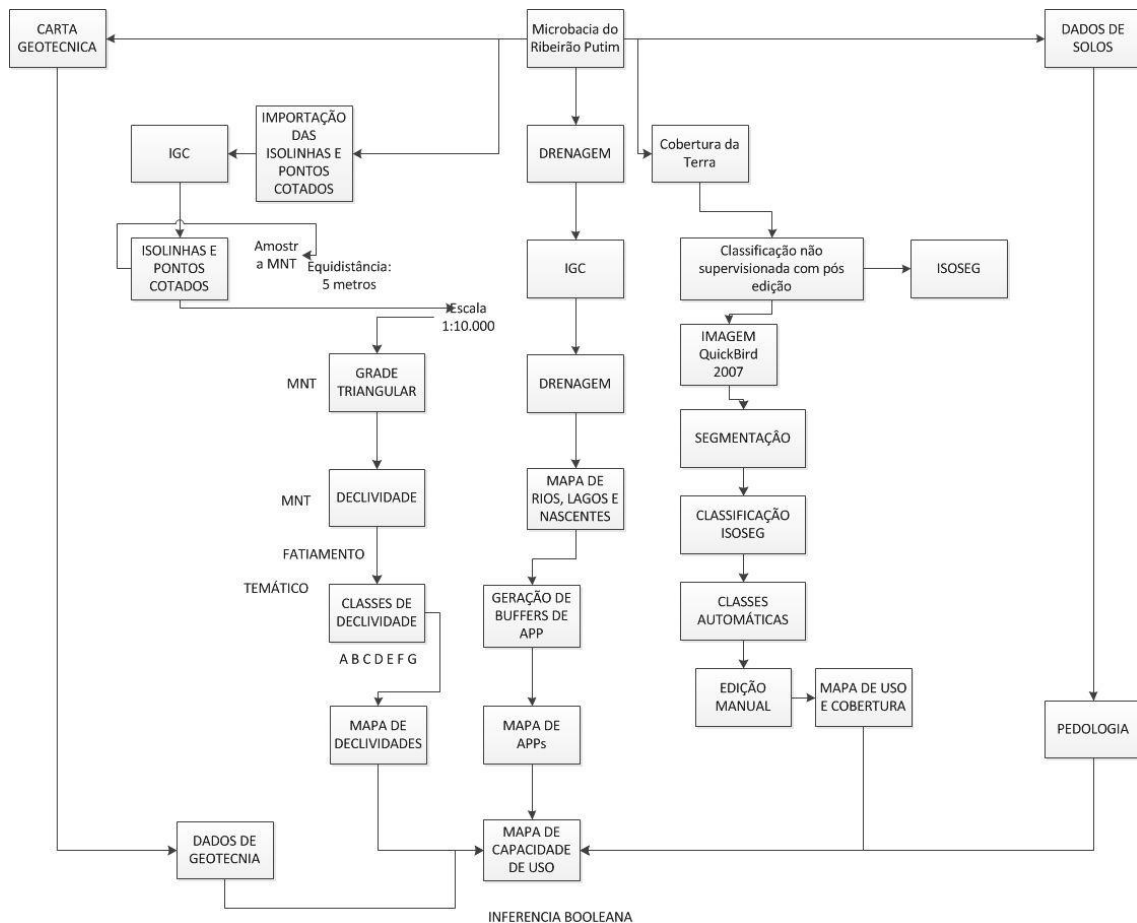 CARTA
GEOTECNICA
Microbacia do
Ribeirão Putim
DADOS DE
SOLOS
IMPORTAÇÃO
DAS
ISOLINHAS E
PONTOS
COTADOS
IGC
DRENAGEM
Cobertura da
Terra
ISOLINHAS E
PONTOS
COTADOS
Amostr
a MNT
Equidistância:
5 metros
IGC
Classificação não
supervisionada com pós
edição
ISOSEG
Escala
1:10.000
IMAGEM
QuickBird
2007
MNT
GRADE
TRIANGULAR
DRENAGEM
SEGMENTAÇÂO
MNT
DECLIVIDADE
MAPA DE
RIOS, LAGOS E
NASCENTES
CLASSIFICAÇÃO
ISOSEG
FATIAMENTO
TEMÁTICO
CLASSES DE
DECLIVIDADE
GERAÇÃO DE
BUFFERS DE
APP
CLASSES
AUTOMÁTICAS
A B C D E F G
EDIÇÃO
MANUAL
MAPA DE USO
E COBERTURA
MAPA DE
DECLIVIDADES
MAPA DE
APPs
PEDOLOGIA
DADOS DE
GEOTECNIA
MAPA DE
CAPACIDADE
DE USO
INFERENCIA BOOLEANA